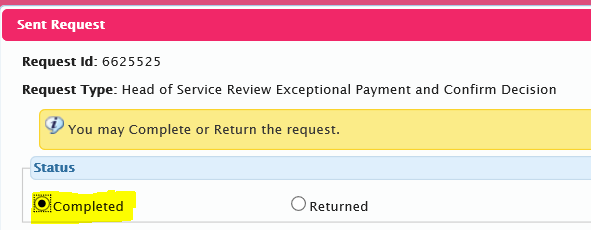 Sent Request
Request Id: 6625525
Request Type: Head of Service Review Exceptional Payment and Confirm Decision
You may Complete or Return the request.
Status
Completed Returned